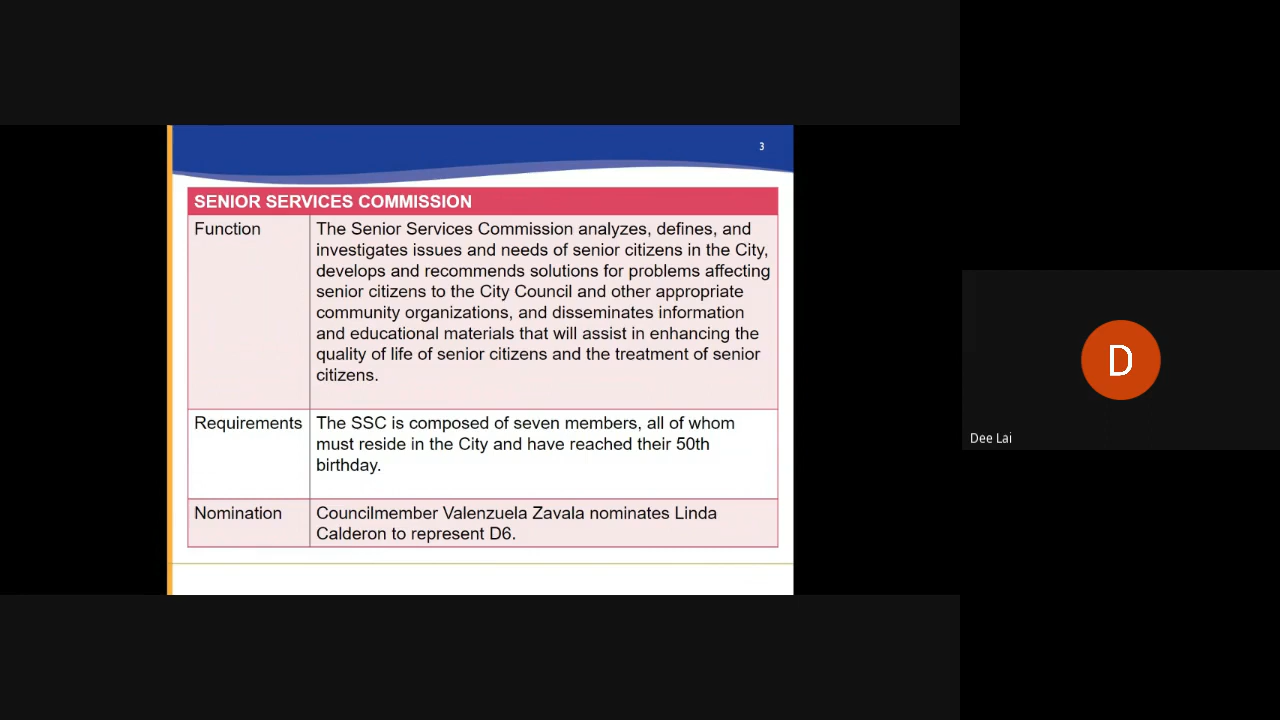 3
SENIOR SERVICES COMMISSION
Function
The Senior Services Commission analyzes, defines, and
investigates issues and needs of senior citizens in the City,
develops and recommends solutions for problems affecting
senior citizens to the City Council and other appropriate
community organizations, and disseminates information
and educational materials that will assist in enhancing the
quality of life of senior citizens and the treatment of senior
citizens.
Requirements
The SSC is composed of seven members, all of whom
must reside in the City and have reached their 50th
birthday.
Nomination
Councilmember Valenzuela Zavala nominates Linda
Calderon to represent D6.
D
Dee Lai